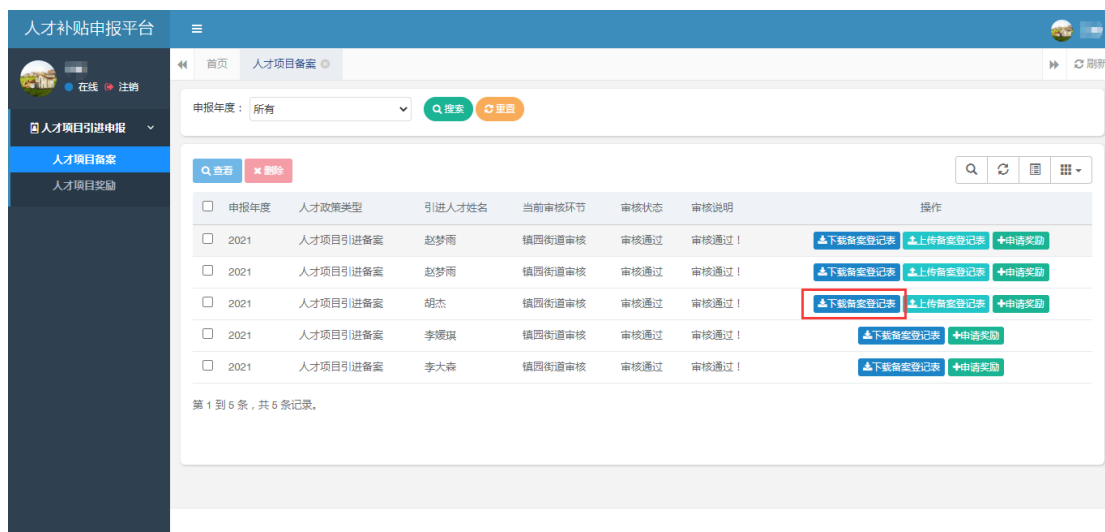 人才补贴申报平台
在线 注销
首页 人才项目备案 刷新
人才项目引进申报
人才项目备案
人才项目奖励
申报年度： 所有 搜索 重置
查看 删除
申报年度 人才政策类型 引进人才姓名 当前审核环节 审核状态 审核说明 操作
2021 人才项目引进备案 赵梦雨 镇园街道审核 审核通过 审核通过！ 下载备案登记表 上传备案登记表 申请奖励
2021 人才项目引进备案 赵梦雨 镇园街道审核 审核通过 审核通过！ 下载备案登记表 上传备案登记表 申请奖励
2021 人才项目引进备案 胡杰 镇园街道审核 审核通过 审核通过！ 下载备案登记表 上传备案登记表 申请奖励
2021 人才项目引进备案 李媛琪 镇园街道审核 审核通过 审核通过！ 下载备案登记表 申请奖励
2021 人才项目引进备案 李大森 镇园街道审核 审核通过 审核通过！ 下载备案登记表 申请奖励
第 1 到 5 条，共 5 条记录。